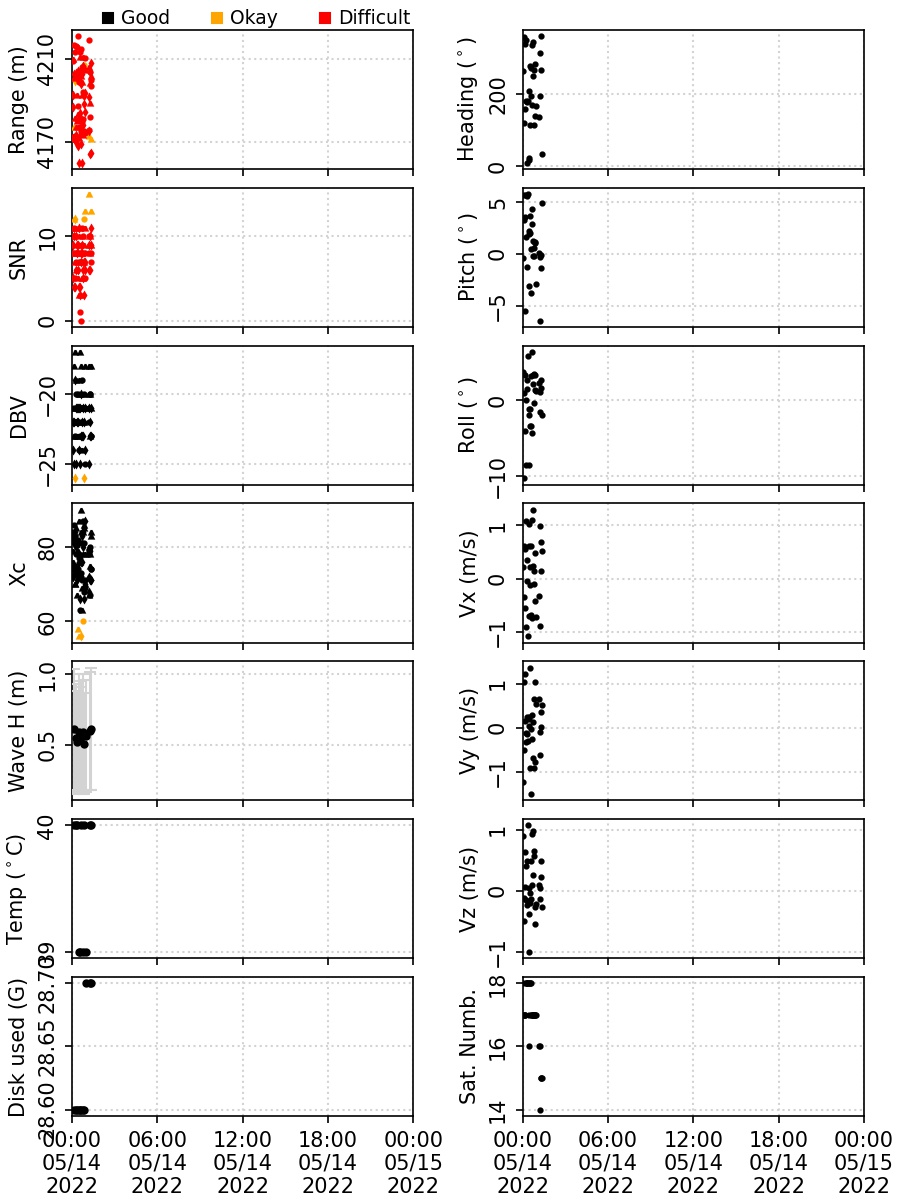 Good Okay Difficult
Range (m)
4210
4170
Heading (°)
200
0
SNR
10
0
Pitch (°)
5
0
−5
DBV
−20
−25
Roll (°)
0
−10
Xc
80
60
Vx (m/s)
1
0
−1
Wave H (m)
1.0
0.5
Vy (m/s)
1
0
−1
Temp (°C)
40
39
Vz (m/s)
1
0
−1
Disk used (G)
28.70
28.65
28.60
Sat. Numb.
18
16
14
00:00 06:00 12:00 18:00 00:00
05/14 05/14 05/14 05/14 05/15
2022 2022 2022 2022 2022
00:00 06:00 12:00 18:00 00:00
05/14 05/14 05/14 05/14 05/15
2022 2022 2022 2022 2022